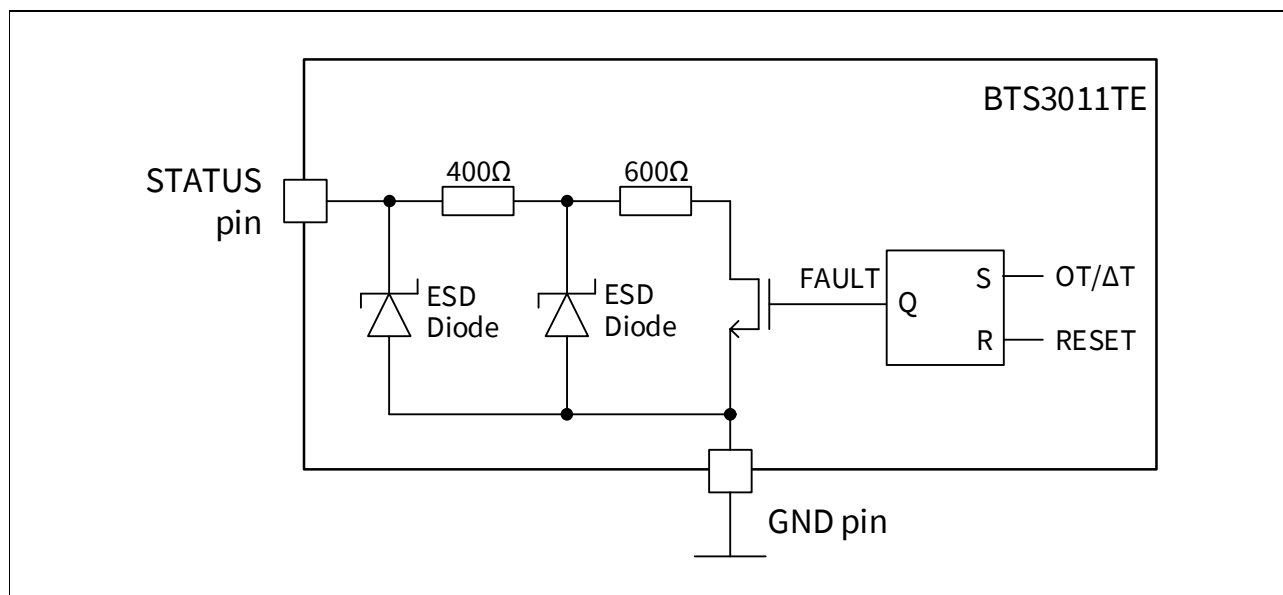 BTS3011TE
STATUS
pin
400Ω
600Ω
ESD
Diode
ESD
Diode
FAULT
Q
S
OT/ΔT
R
RESET
GND pin